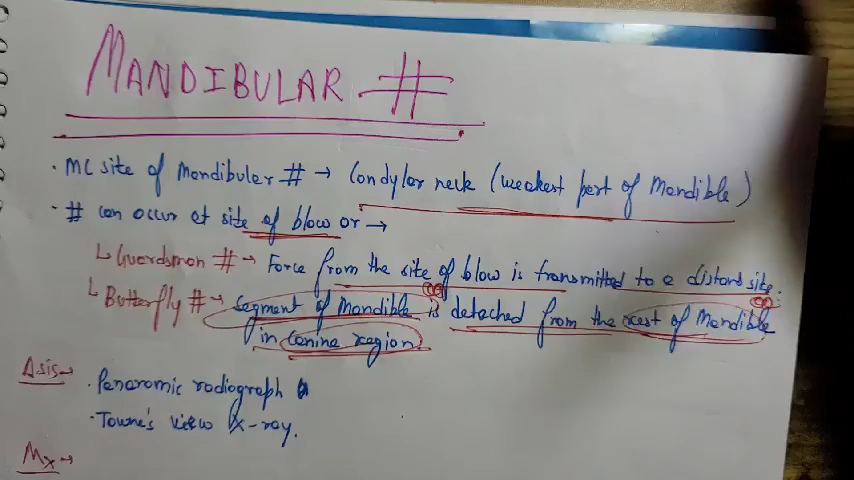 MANDIBULAR #
· MC site of Mandibular # → Condylar neck (weakest part of Mandible)
· # can occur at site of blow or →
↳ Guardsman # → Force from the site of blow is transmitted to a distant site.
↳ Butterfly # → segment of Mandible is detached from the rest of Mandible
in canine region.
· Panaromic radiograph
· Towne's view X-ray.
Mx →